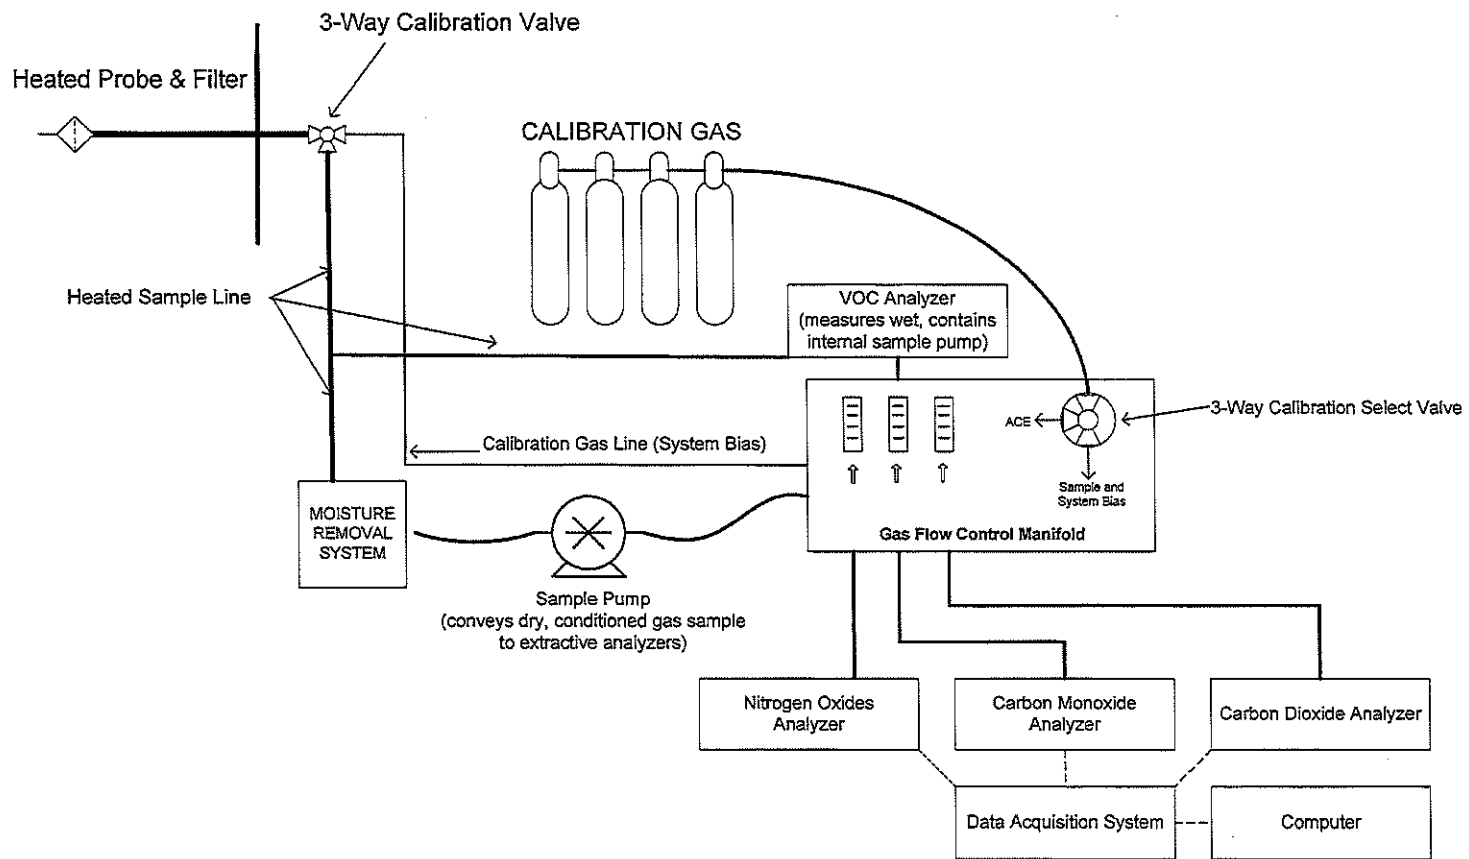 3-Way Calibration Valve
Heated Probe & Filter
CALIBRATION GAS
Heated Sample Line
VOC Analyzer
(measures wet, contains
internal sample pump)
ACE
3-Way Calibration Select Valve
Calibration Gas Line (System Bias)
Sample and
System Bias
MOISTURE
REMOVAL
SYSTEM
Gas Flow Control Manifold
Sample Pump
(conveys dry, conditioned gas sample
to extractive analyzers)
Nitrogen Oxides
Analyzer
Carbon Monoxide
Analyzer
Carbon Dioxide Analyzer
Data Acquisition System
Computer